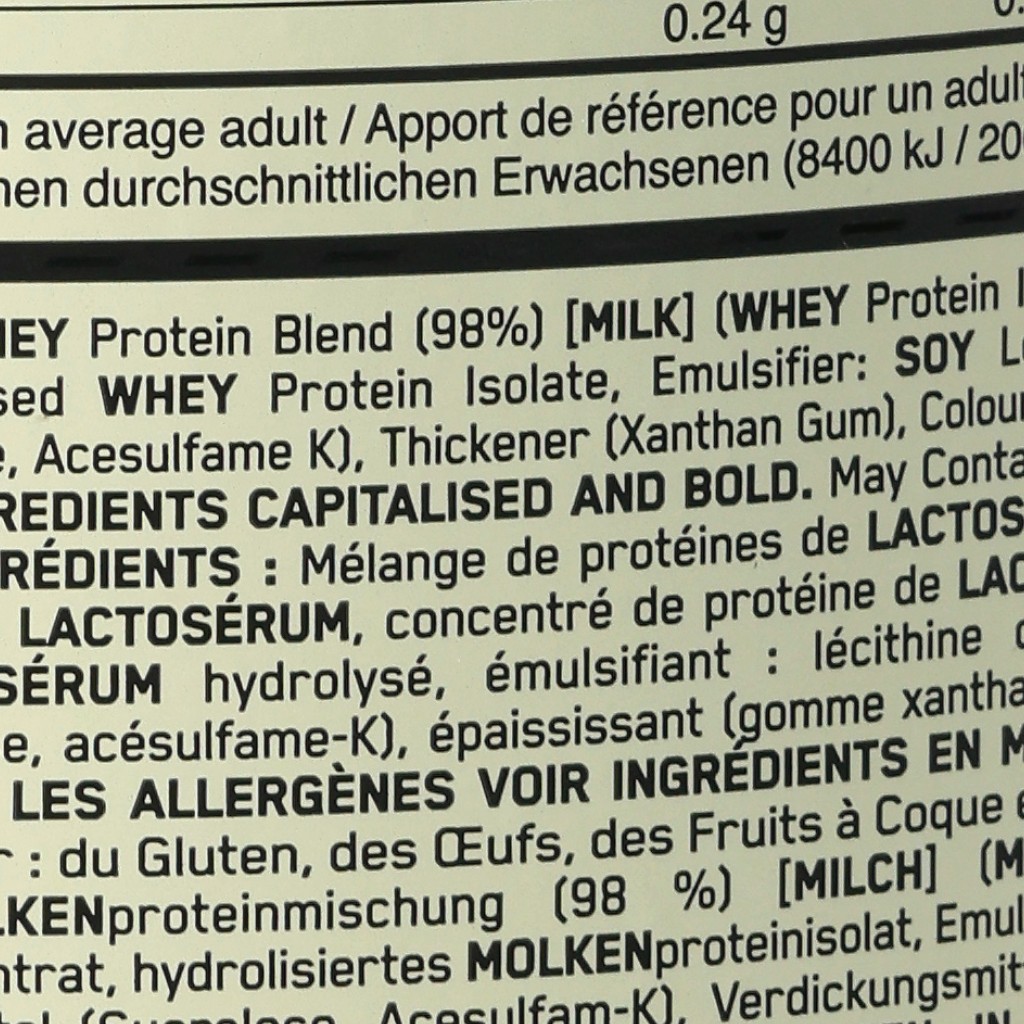 0.24 g
average adult / Apport de référence pour un adult
nen durchschnittlichen Erwachsenen (8400 kJ / 20
HEY Protein Blend (98%) [MILK] (WHEY Protein I
sed WHEY Protein Isolate, Emulsifier: SOY L
e, Acesulfame K), Thickener (Xanthan Gum), Colour
REDIENTS CAPITALISED AND BOLD. May Conta
RÉDIENTS : Mélange de protéines de LACTOS
LACTOSÉRUM, concentré de protéine de LAC
SÉRUM hydrolysé, émulsifiant : lécithine
e, acésulfame-K), épaississant (gomme xantha
LES ALLERGÈNES VOIR INGRÉDIENTS EN M
r : du Gluten, des Œufs, des Fruits à Coque e
LKENproteinmischung (98 %) [MILCH] (M
ntrat, hydrolisiertes MOLKENproteinisolat, Emul
Acesulfam-K), Verdickungsmitt